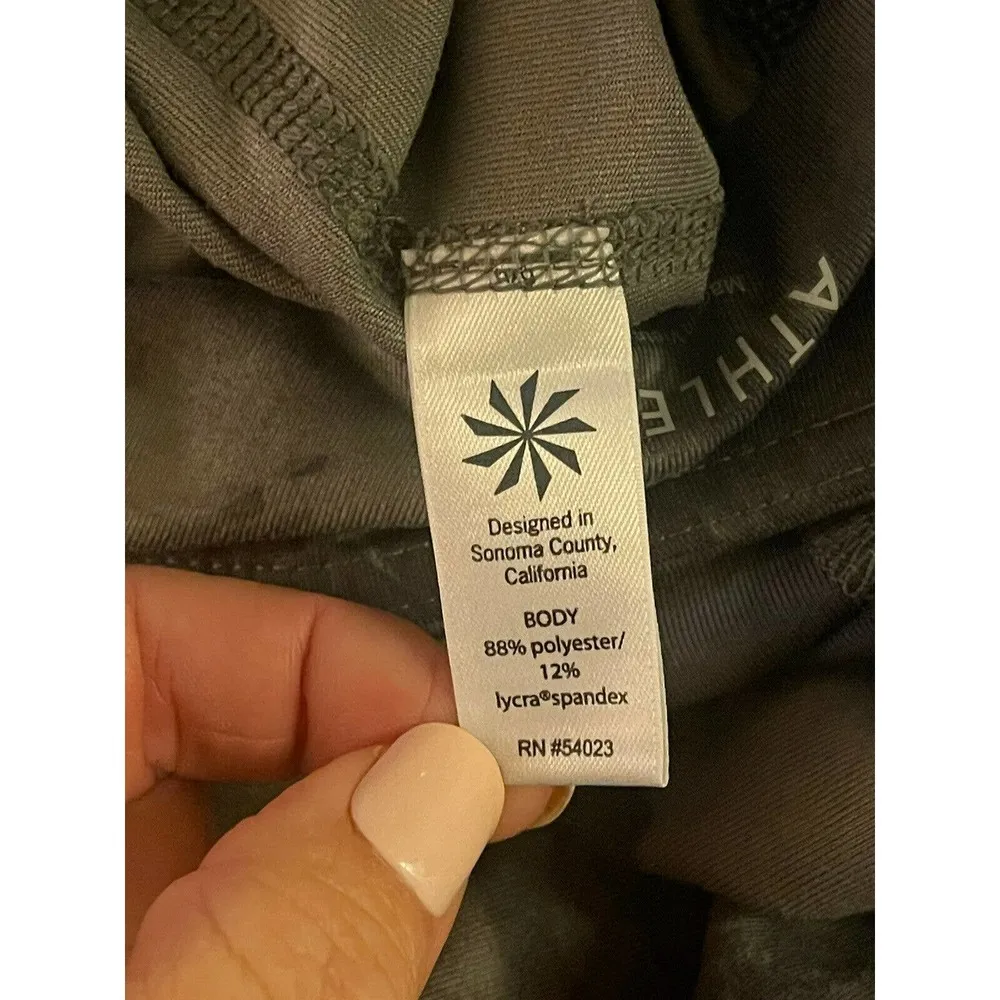 ATHLE
Designed in
Sonoma County,
California
BODY
88% polyester/
12%
lycra®spandex
RN #54023